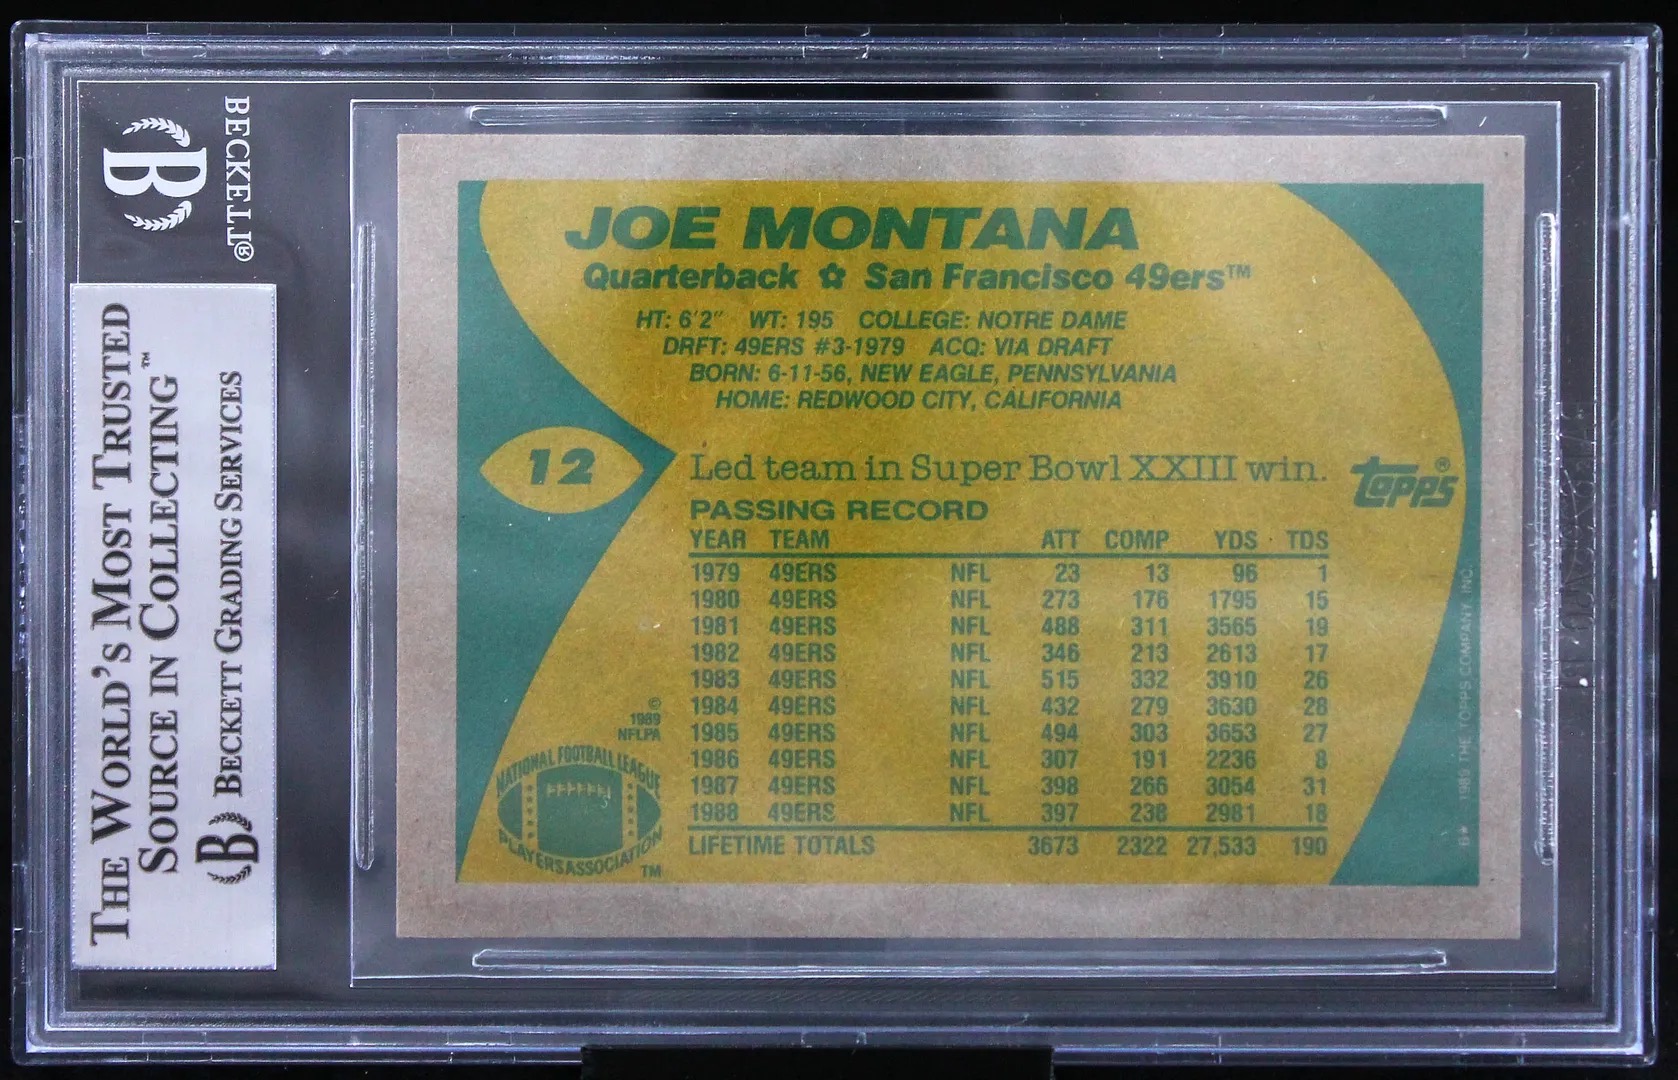 BECKETT®
B
THE WORLD'S MOST TRUSTED
SOURCE IN COLLECTING™
B BECKETT GRADING SERVICES
JOE MONTANA
Quarterback San Francisco 49ers™
HT: 6'2" WT: 195 COLLEGE: NOTRE DAME
DRFT: 49ERS #3-1979 ACQ: VIA DRAFT
BORN: 6-11-56, NEW EAGLE, PENNSYLVANIA
HOME: REDWOOD CITY, CALIFORNIA
12
Led team in Super Bowl XXIII win.
topps®
PASSING RECORD
YEAR TEAM ATT COMP YDS TDS
1979 49ERS NFL 23 13 96 1
1980 49ERS NFL 273 176 1795 15
1981 49ERS NFL 488 311 3565 19
1982 49ERS NFL 346 213 2613 17
1983 49ERS NFL 515 332 3910 26
1984 49ERS NFL 432 279 3630 28
1985 49ERS NFL 494 303 3653 27
1986 49ERS NFL 307 191 2236 8
1987 49ERS NFL 398 266 3054 31
1988 49ERS NFL 397 238 2981 18
LIFETIME TOTALS 3673 2322 27,533 190
©
1989
NFLPA
NATIONAL FOOTBALL LEAGUE
PLAYERS ASSOCIATION
TM
© 1989 THE TOPPS COMPANY, INC.